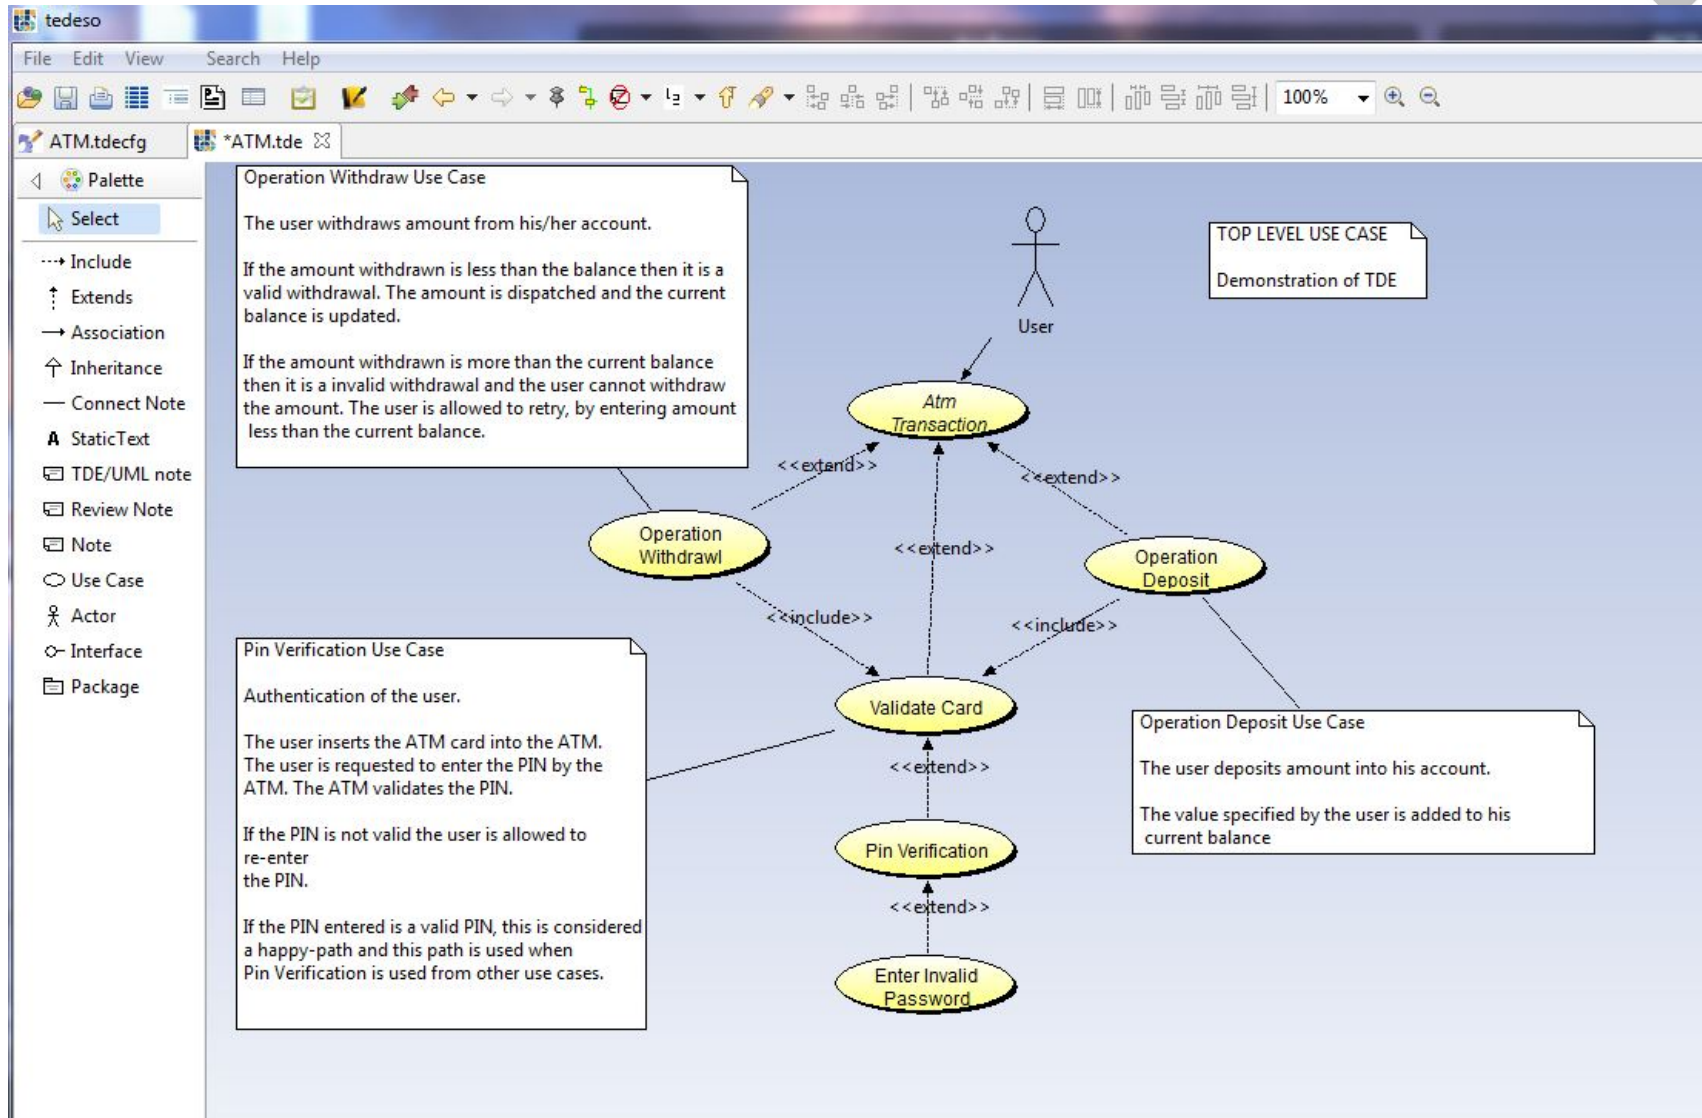 tedeso
File Edit View Search Help
100%
ATM.tdecfg
*ATM.tde
Palette
Select
Include
Extends
Association
Inheritance
Connect Note
A StaticText
TDE/UML note
Review Note
Note
Use Case
Actor
Interface
Package
Operation Withdraw Use Case
The user withdraws amount from his/her account.
If the amount withdrawn is less than the balance then it is a
valid withdrawal. The amount is dispatched and the current
balance is updated.
If the amount withdrawn is more than the current balance
then it is a invalid withdrawal and the user cannot withdraw
the amount. The user is allowed to retry, by entering amount
less than the current balance.
User
TOP LEVEL USE CASE
Demonstration of TDE
Atm
Transaction
<<extend>>
<<extend>>
Operation
Withdrawl
<<extend>>
Operation
Deposit
<<include>>
<<include>>
Pin Verification Use Case
Authentication of the user.
The user inserts the ATM card into the ATM.
The user is requested to enter the PIN by the
ATM. The ATM validates the PIN.
If the PIN is not valid the user is allowed to
re-enter
the PIN.
If the PIN entered is a valid PIN, this is considered
a happy-path and this path is used when
Pin Verification is used from other use cases.
Validate Card
<<extend>>
Pin Verification
<<extend>>
Enter Invalid
Password
Operation Deposit Use Case
The user deposits amount into his account.
The value specified by the user is added to his
current balance